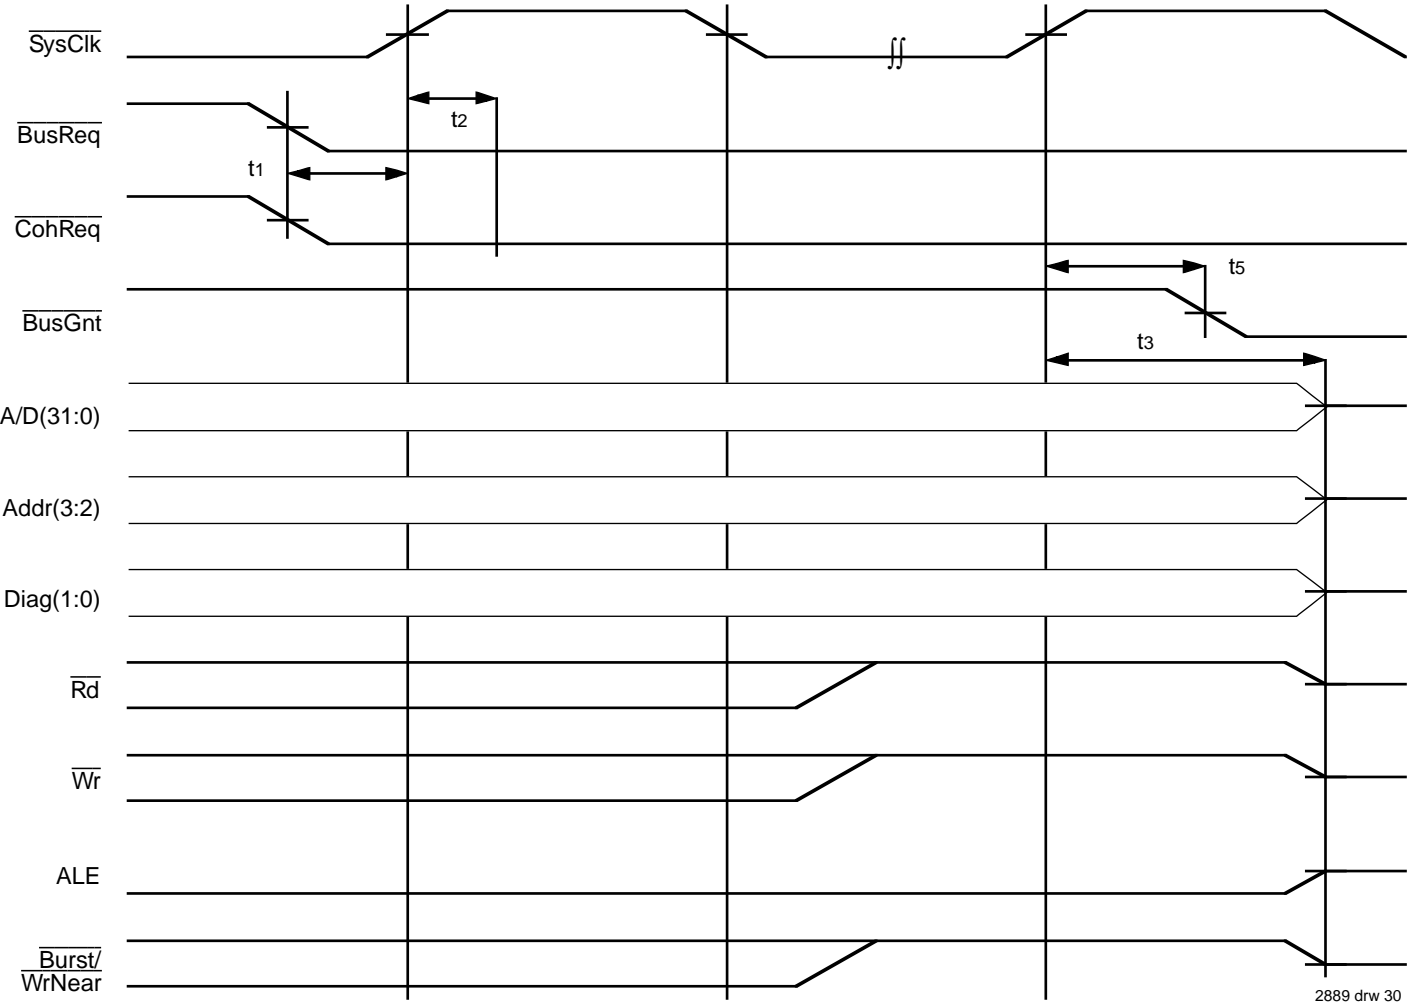 SysClk
t2
BusReq
t1
CohReq
t5
BusGnt
t3
A/D(31:0)
Addr(3:2)
Diag(1:0)
Rd
Wr
ALE
Burst/
WrNear
2889 drw 30